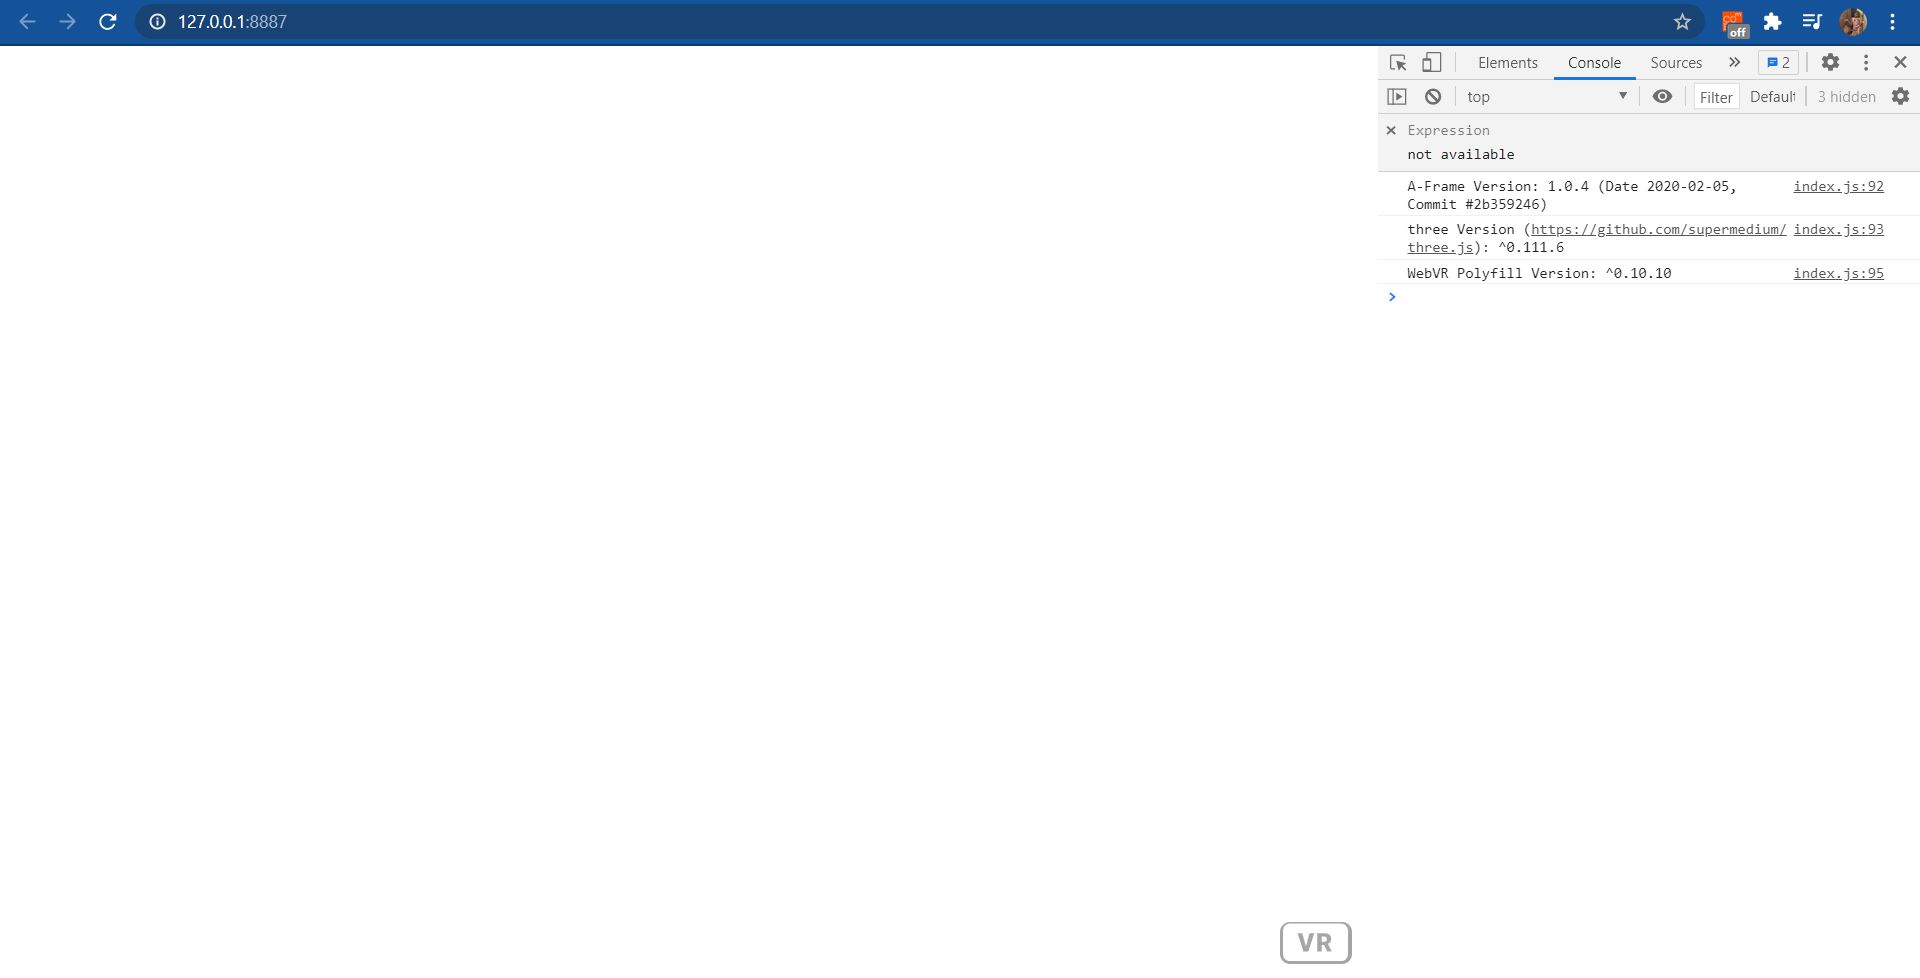 127.0.0.1:8887
off
Elements Console Sources » 2
top Filter Defaul 3 hidden
Expression
not available
A-Frame Version: 1.0.4 (Date 2020-02-05, index.js:92
Commit #2b359246)
three Version (https://github.com/supermedium/ index.js:93
three.js): ^0.111.6
WebVR Polyfill Version: ^0.10.10 index.js:95
VR